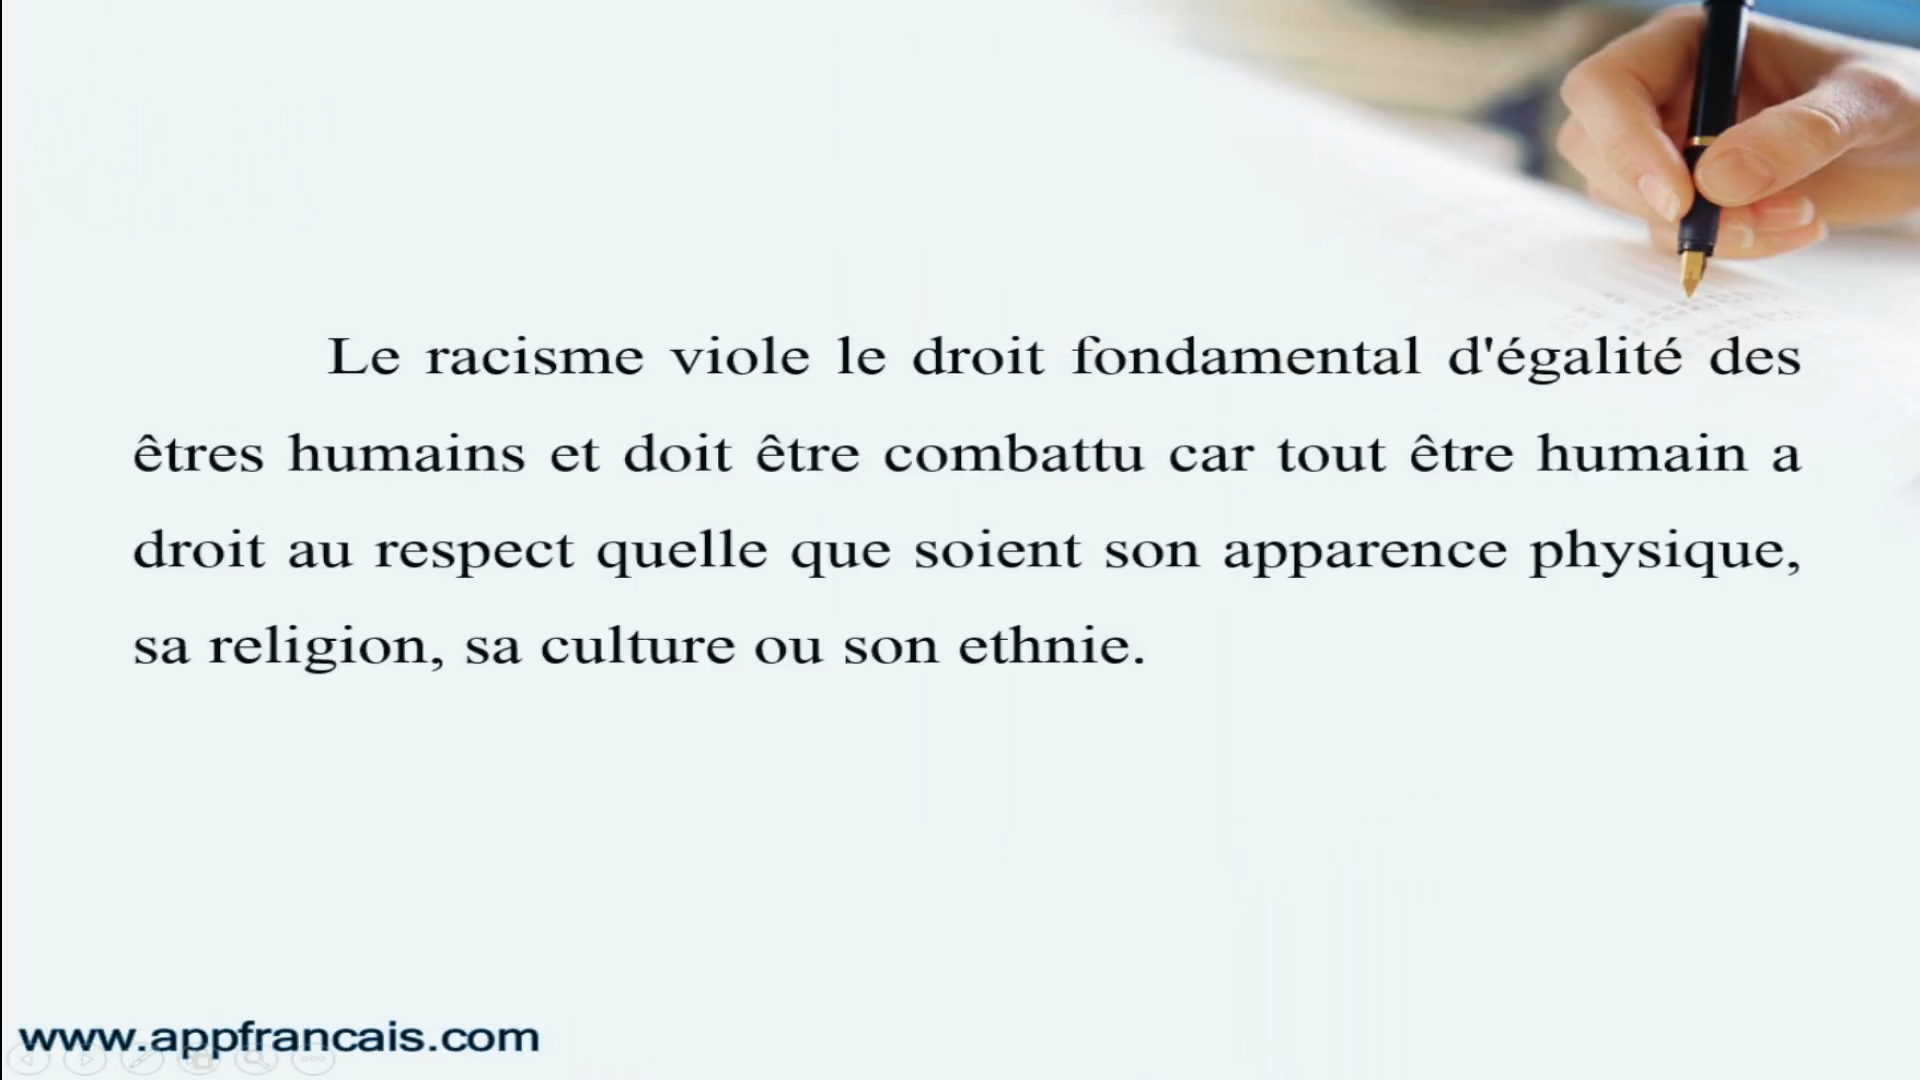 Le racisme viole le droit fondamental d'égalité des
êtres humains et doit être combattu car tout être humain a
droit au respect quelle que soient son apparence physique,
sa religion, sa culture ou son ethnie.
www.appfrancais.com